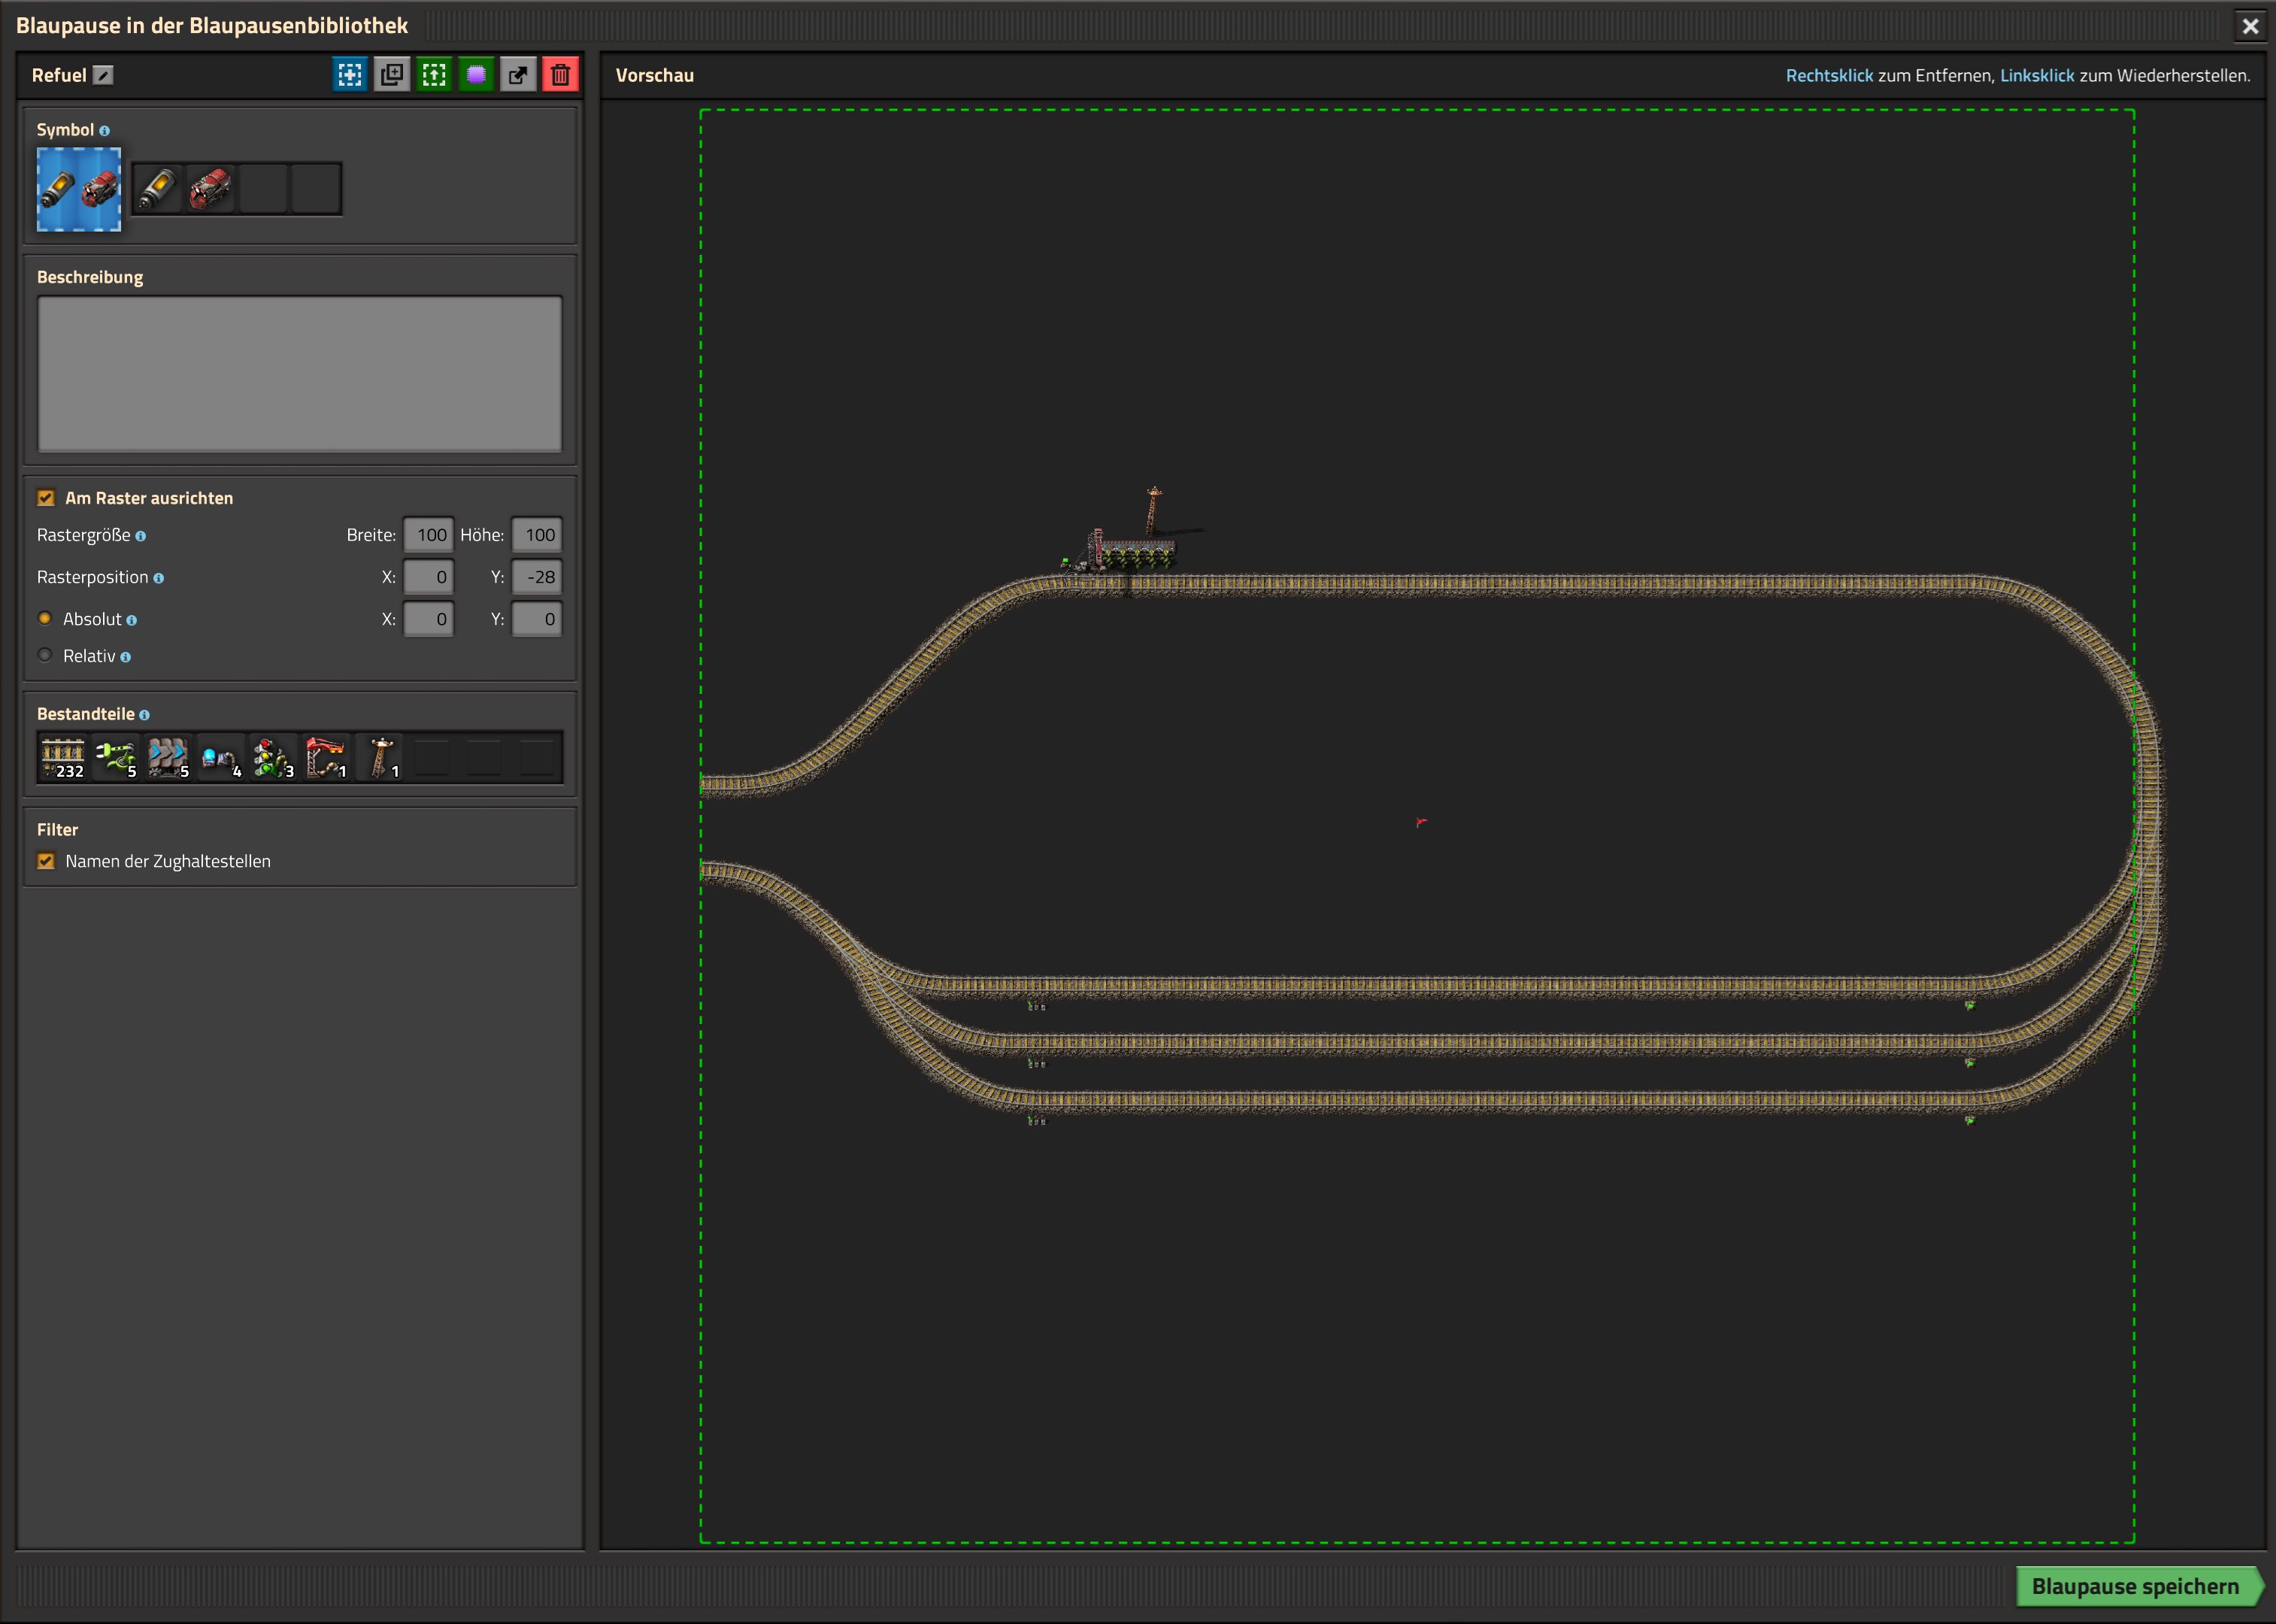 Blaupause in der Blaupausenbibliothek
Refuel
Vorschau
Rechtsklick zum Entfernen, Linksklick zum Wiederherstellen.
Symbol
Beschreibung
Am Raster ausrichten
Rastergröße Breite: 100 Höhe: 100
Rasterposition X: 0 Y: -28
Absolut X: 0 Y: 0
Relativ
Bestandteile
232 5 5 4 3 1 1
Filter
Namen der Zughaltestellen
Blaupause speichern